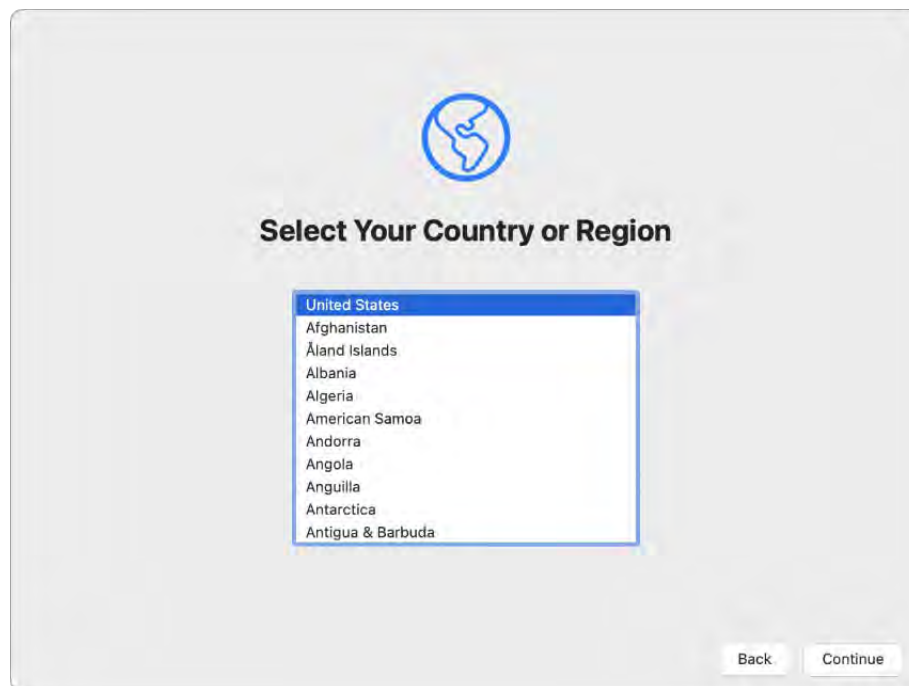 Select Your Country or Region
United States
Afghanistan
Åland Islands
Albania
Algeria
American Samoa
Andorra
Angola
Anguilla
Antarctica
Antigua & Barbuda
Back
Continue